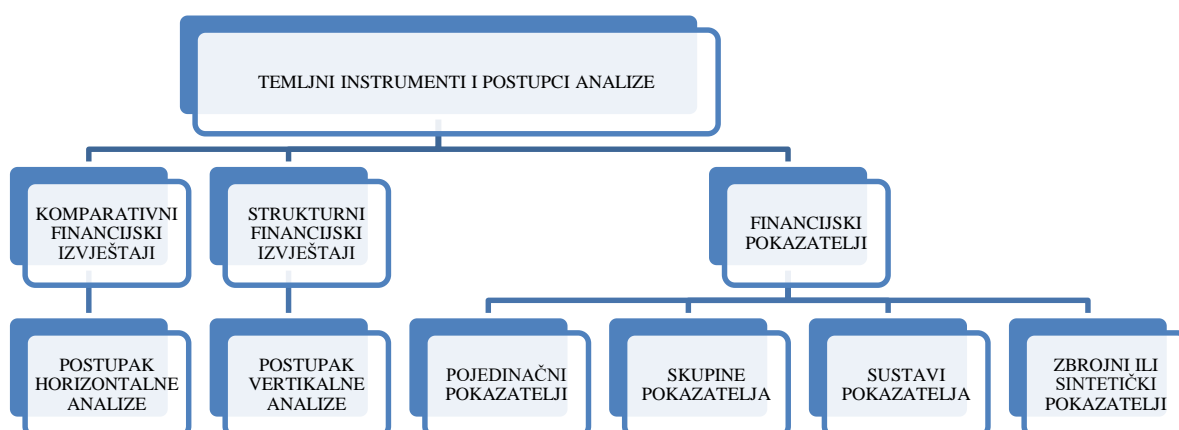 TEMLJNI INSTRUMENTI I POSTUPCI ANALIZE
KOMPARATIVNI
FINANCIJSKI
IZVJEŠTAJI
STRUKTURNI
FINANCIJSKI
IZVJEŠTAJI
FINANCIJSKI
POKAZATELJI
POSTUPAK
HORIZONTALNE
ANALIZE
POSTUPAK
VERTIKALNE
ANALIZE
POJEDINAČNI
POKAZATELJI
SKUPINE
POKAZATELJA
SUSTAVI
POKAZATELJA
ZBROJNI ILI
SINTETIČKI
POKAZATELJI